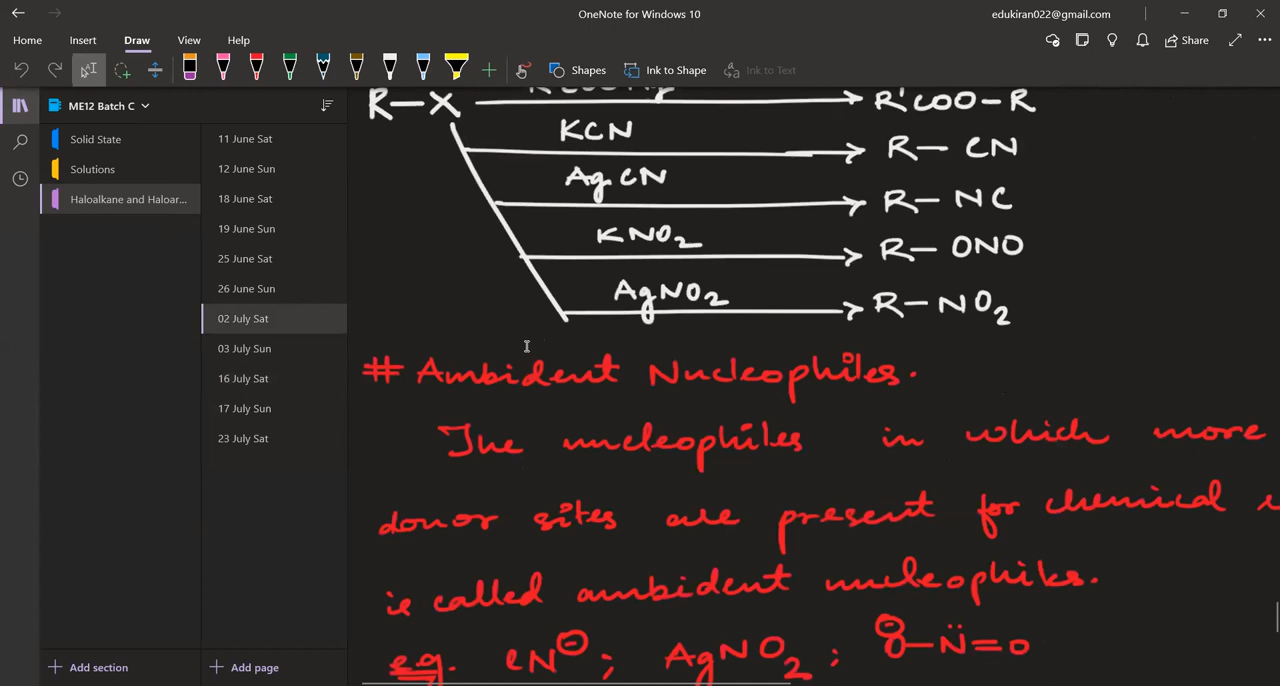 OneNote for Windows 10
edukiran022@gmail.com
Home Insert Draw View Help
Share
Shapes Ink to Shape Ink to Text
ME12 Batch C
Solid State
Solutions
Haloalkane and Haloar...
11 June Sat
12 June Sun
18 June Sat
19 June Sun
25 June Sat
26 June Sun
02 July Sat
03 July Sun
16 July Sat
17 July Sun
23 July Sat
Add section
Add page
R-X R'COO-R
KCN R-CN
AgCN R-NC
KNO2 R-ONO
AgNO2 R-NO2
# Ambident Nucleophiles.
The nucleophiles in which more
donor sites are present for chemical
is called ambident nucleophiles.
eg. CN⊖; AgNO2; ⊖O-N̈=O